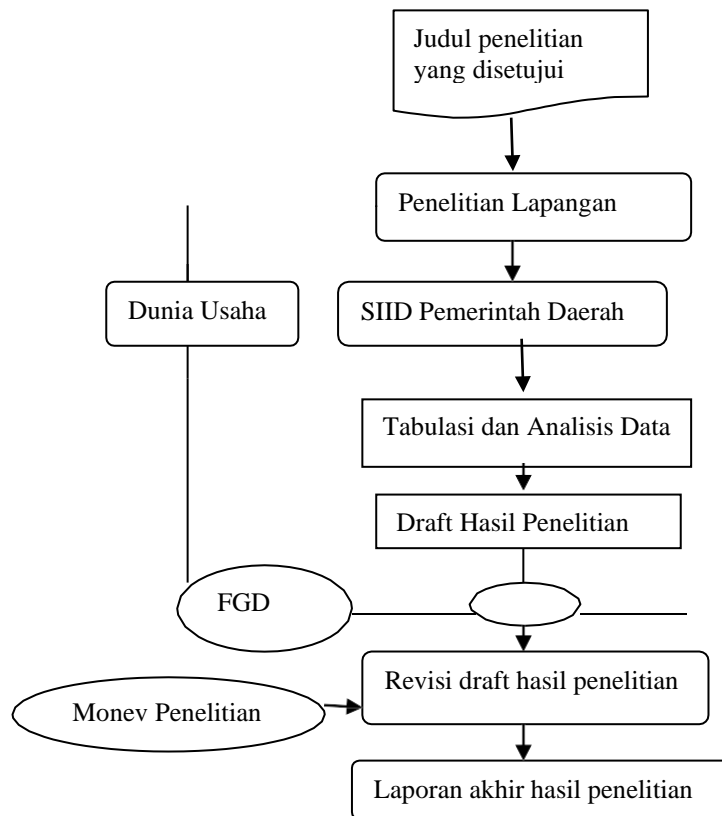 Judul penelitian
yang disetujui
Penelitian Lapangan
Dunia Usaha
SIID Pemerintah Daerah
Tabulasi dan Analisis Data
Draft Hasil Penelitian
FGD
Revisi draft hasil penelitian
Monev Penelitian
Laporan akhir hasil penelitian